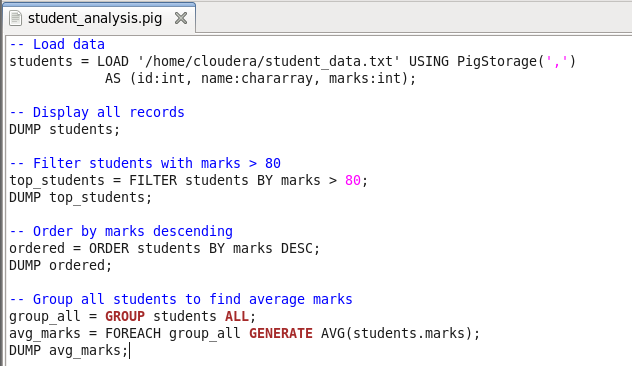 student_analysis.pig
-- Load data
students = LOAD '/home/cloudera/student_data.txt' USING PigStorage(',')
            AS (id:int, name:chararray, marks:int);
-- Display all records
DUMP students;
-- Filter students with marks > 80
top_students = FILTER students BY marks > 80;
DUMP top_students;
-- Order by marks descending
ordered = ORDER students BY marks DESC;
DUMP ordered;
-- Group all students to find average marks
group_all = GROUP students ALL;
avg_marks = FOREACH group_all GENERATE AVG(students.marks);
DUMP avg_marks;